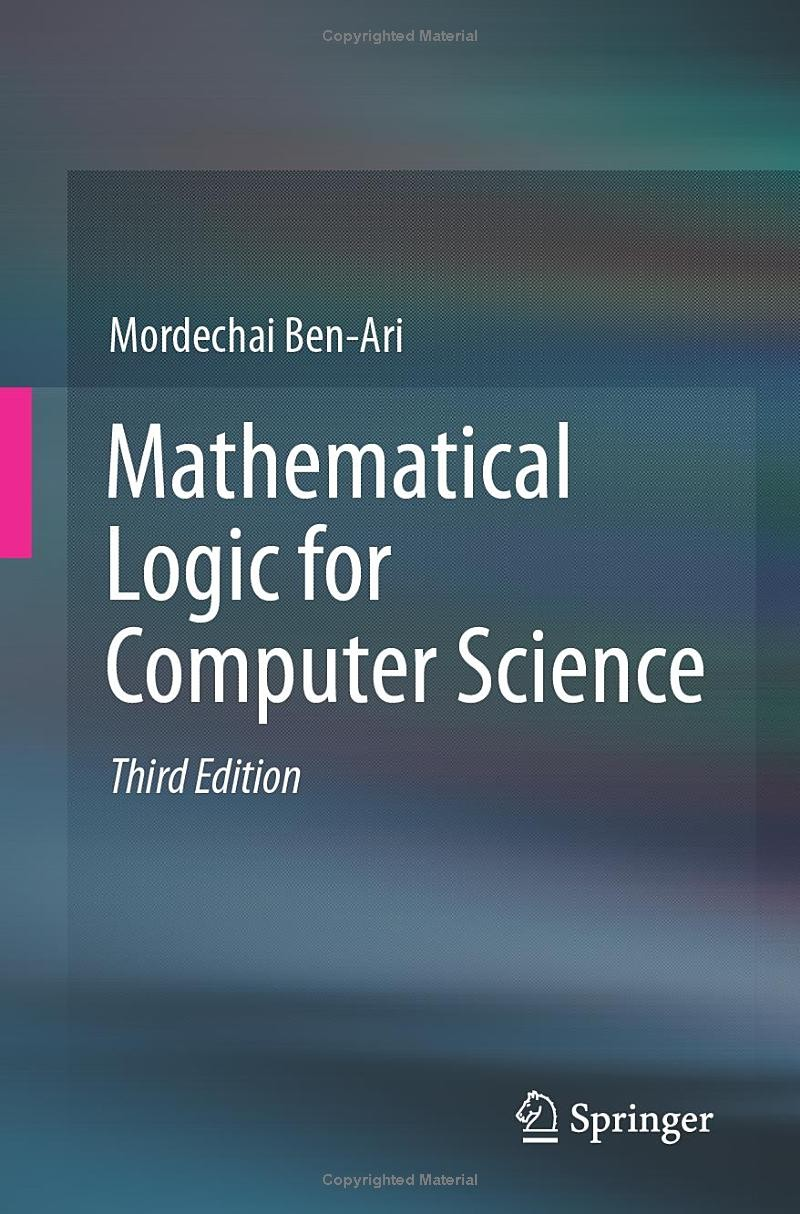 Copyrighted Material
Mordechai Ben-Ari
Mathematical
Logic for
Computer Science
Third Edition
Springer
Copyrighted Material